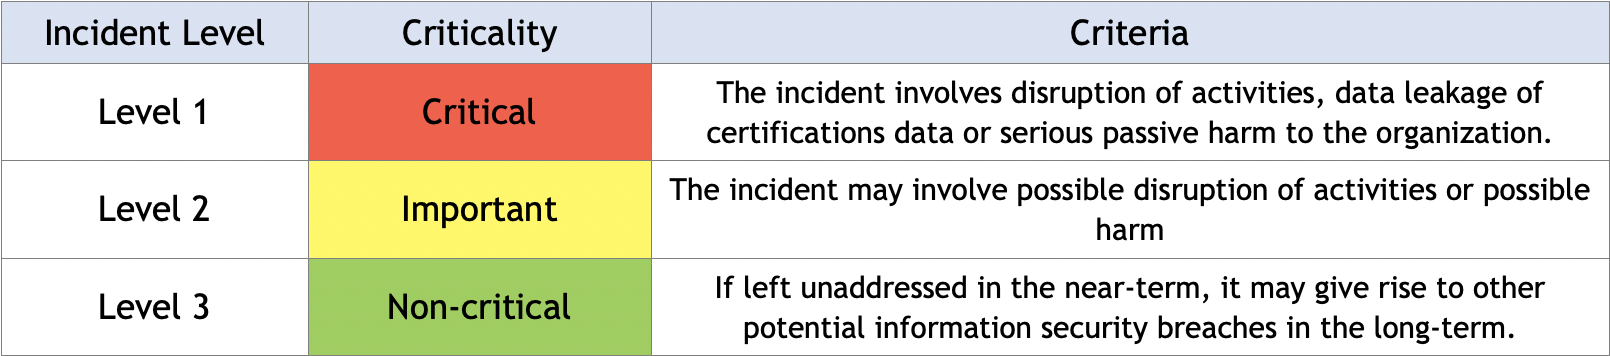 Incident Level
Criticality
Criteria
Level 1
Critical
The incident involves disruption of activities, data leakage of
certifications data or serious passive harm to the organization.
Level 2
Important
The incident may involve possible disruption of activities or possible
harm
Level 3
Non-critical
If left unaddressed in the near-term, it may give rise to other
potential information security breaches in the long-term.